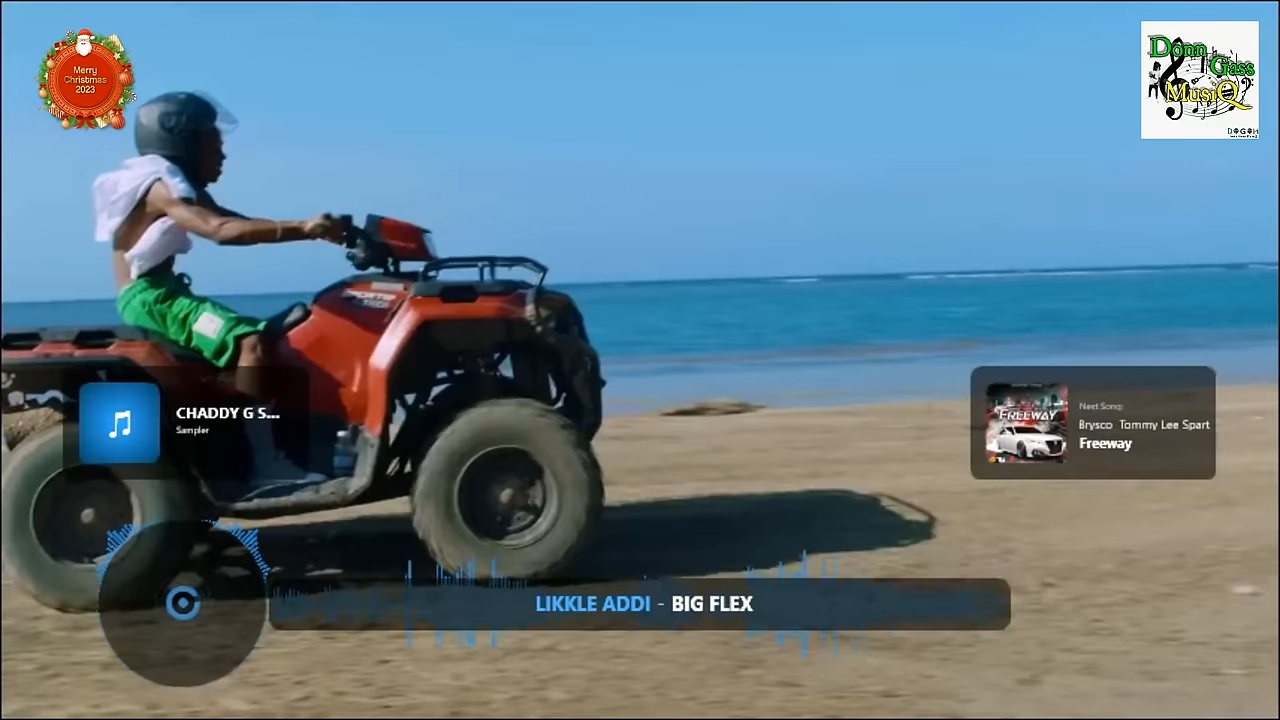 Merry
Christmas
2023
Donn
Gass
MusiQ
CHADDY G S...
Sampler
Next Song:
Brysco Tommy Lee Spart
Freeway
FREEWAY
LIKKLE ADDI - BIG FLEX